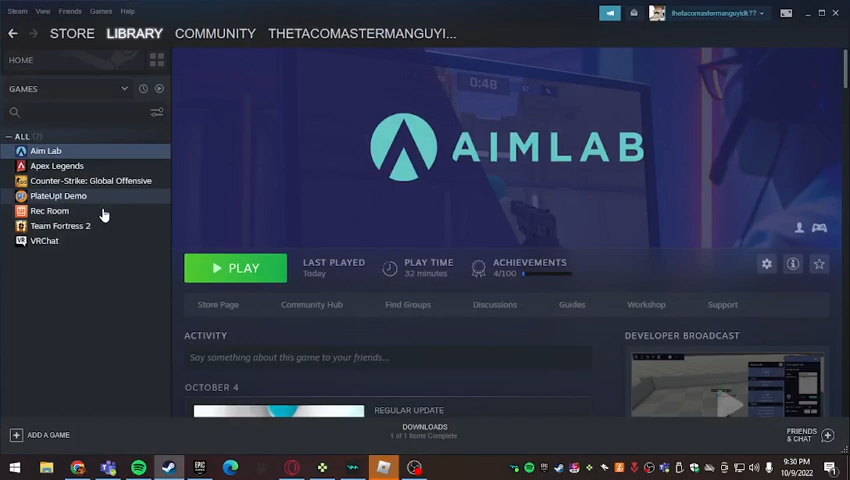 Steam View Friends Games Help
thetacomastermanguyIdk??
STORE LIBRARY COMMUNITY THETACOMASTERMANGUYI...
HOME
GAMES
ALL (7)
Aim Lab
Apex Legends
Counter-Strike: Global Offensive
PlateUp! Demo
Rec Room
Team Fortress 2
VR VRChat
0:48
AIMLAB
PLAY
LAST PLAYED
Today
PLAY TIME
32 minutes
ACHIEVEMENTS
4/100
Store Page Community Hub Find Groups Discussions Guides Workshop Support
ACTIVITY
Say something about this game to your friends...
DEVELOPER BROADCAST
OCTOBER 4
REGULAR UPDATE
ADD A GAME
DOWNLOADS
1 of 1 Items Complete
FRIENDS
& CHAT
EPIC
9:30 PM
10/9/2022